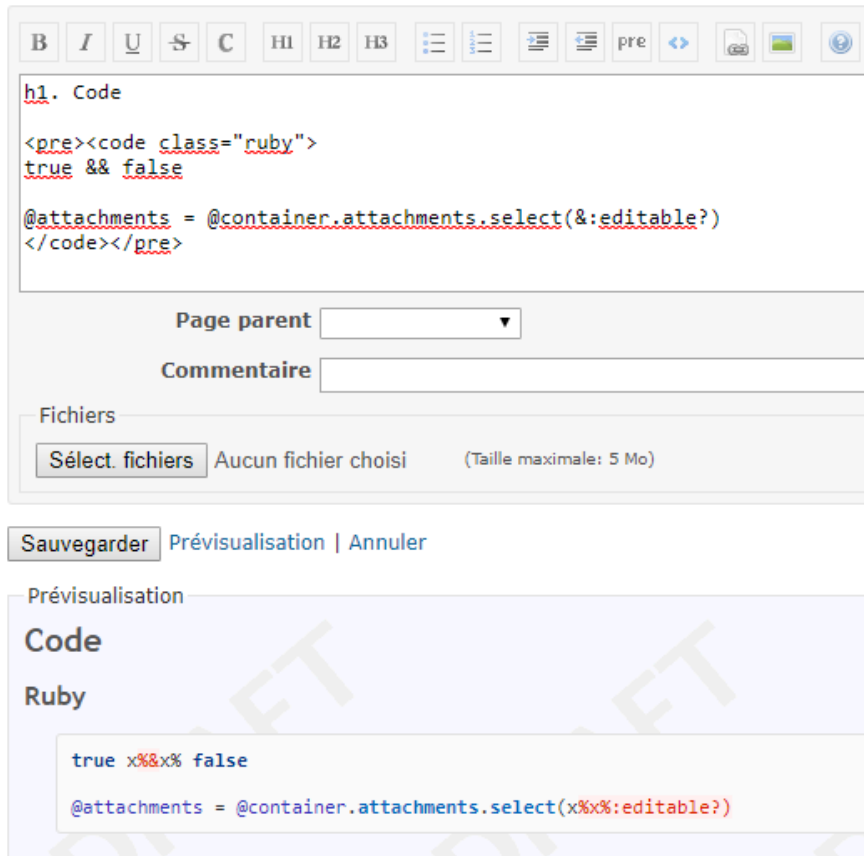 B I U S C H1 H2 H3 pre <>
h1. Code
<pre><code class="ruby">
true && false
@attachments = @container.attachments.select(&:editable?)
</code></pre>
Page parent
Commentaire
Fichiers
Sélect. fichiers Aucun fichier choisi (Taille maximale: 5 Mo)
Sauvegarder Prévisualisation | Annuler
Prévisualisation
Code
Ruby
true x%&x% false
@attachments = @container.attachments.select(x%x%:editable?)